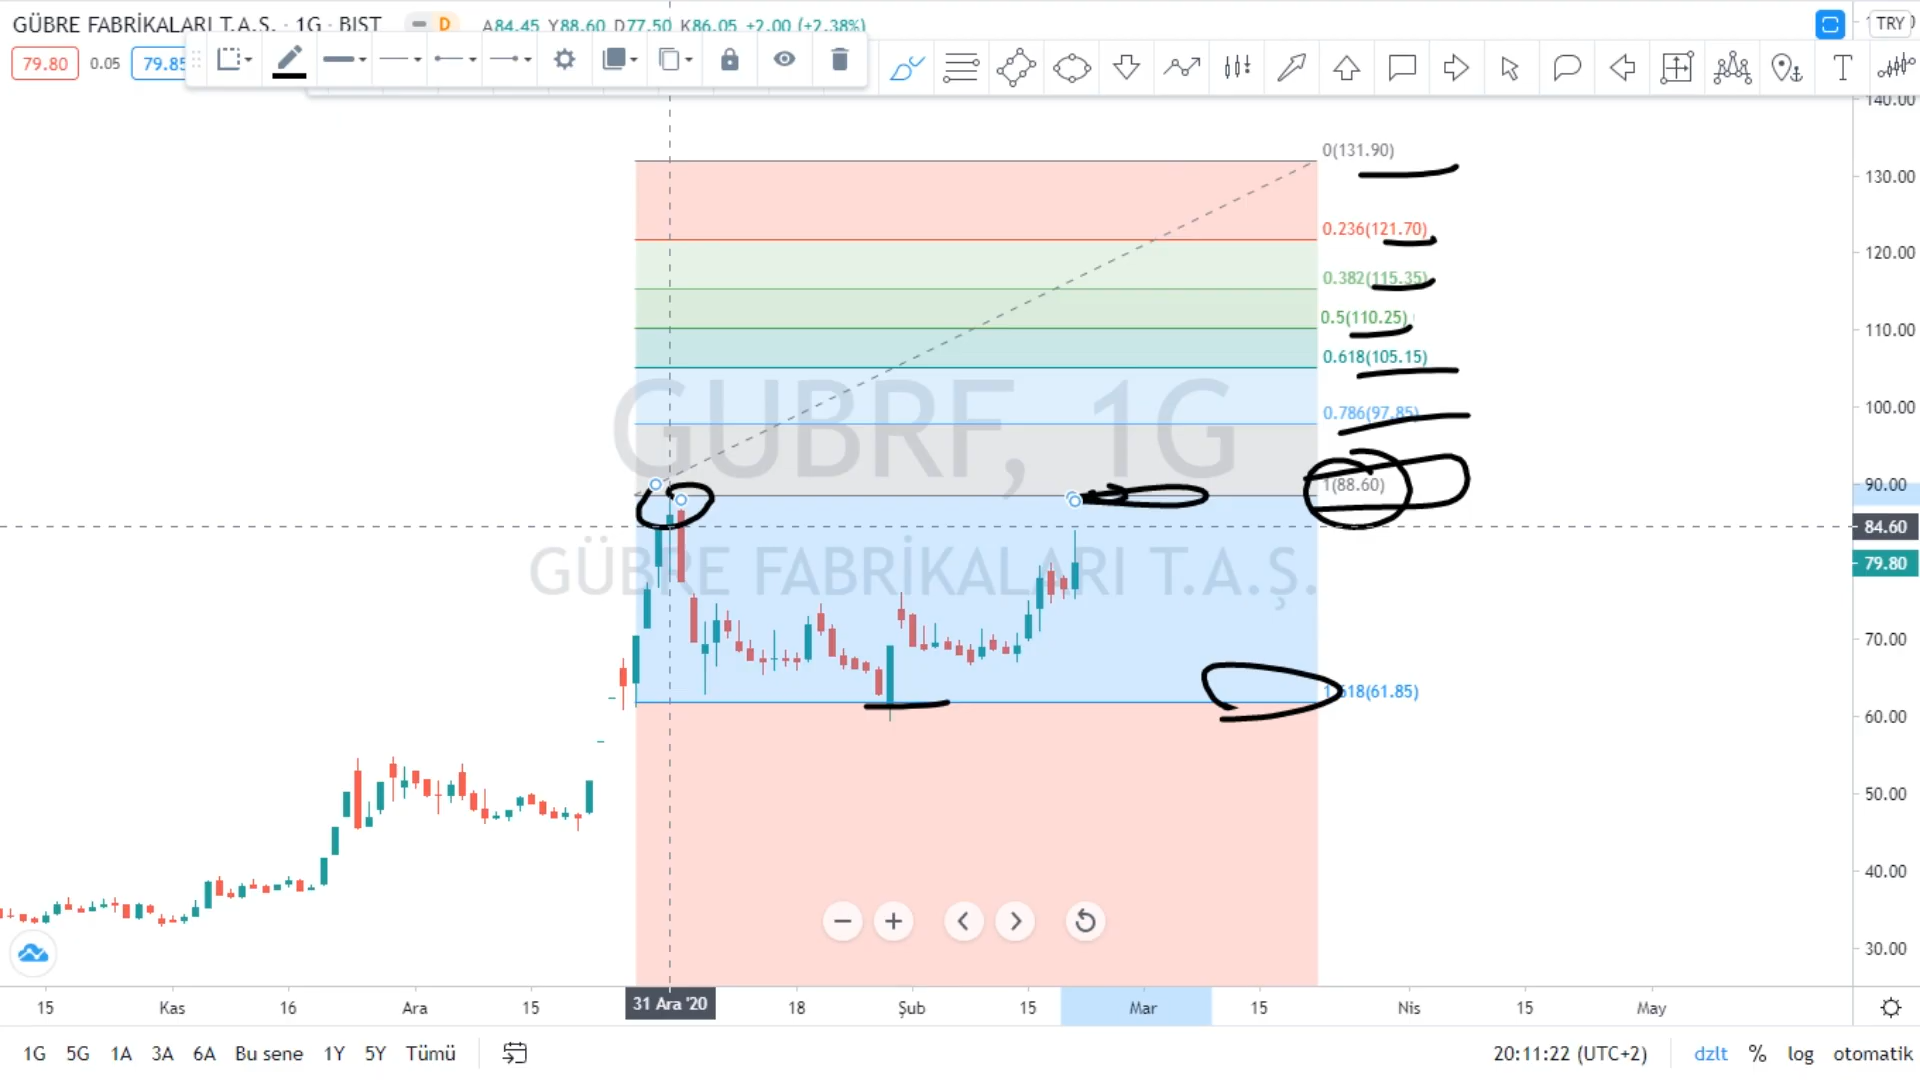 GÜBRE FABRİKALARI T.A.Ş. · 1G · BIST D A84.45 Y88.60 D77.50 K86.05 +2.00 (+2.38%)
TRY
79.80 0.05 79.85
T
140.00
0(131.90)
130.00
0.236(121.70)
120.00
0.382(115.35)
0.5(110.25)
110.00
0.618(105.15)
0.786(97.85)
100.00
GUBRF, 1G
1(88.60)
90.00
84.60
79.80
GÜBRE FABRİKALARI T.A.Ş.
70.00
1.618(61.85)
60.00
50.00
40.00
30.00
15 Kas 16 Ara 15 31 Ara '20 18 Şub 15 Mar 15 Nis 15 May
1G 5G 1A 3A 6A Bu sene 1Y 5Y Tümü 20:11:22 (UTC+2) dzlt % log otomatik